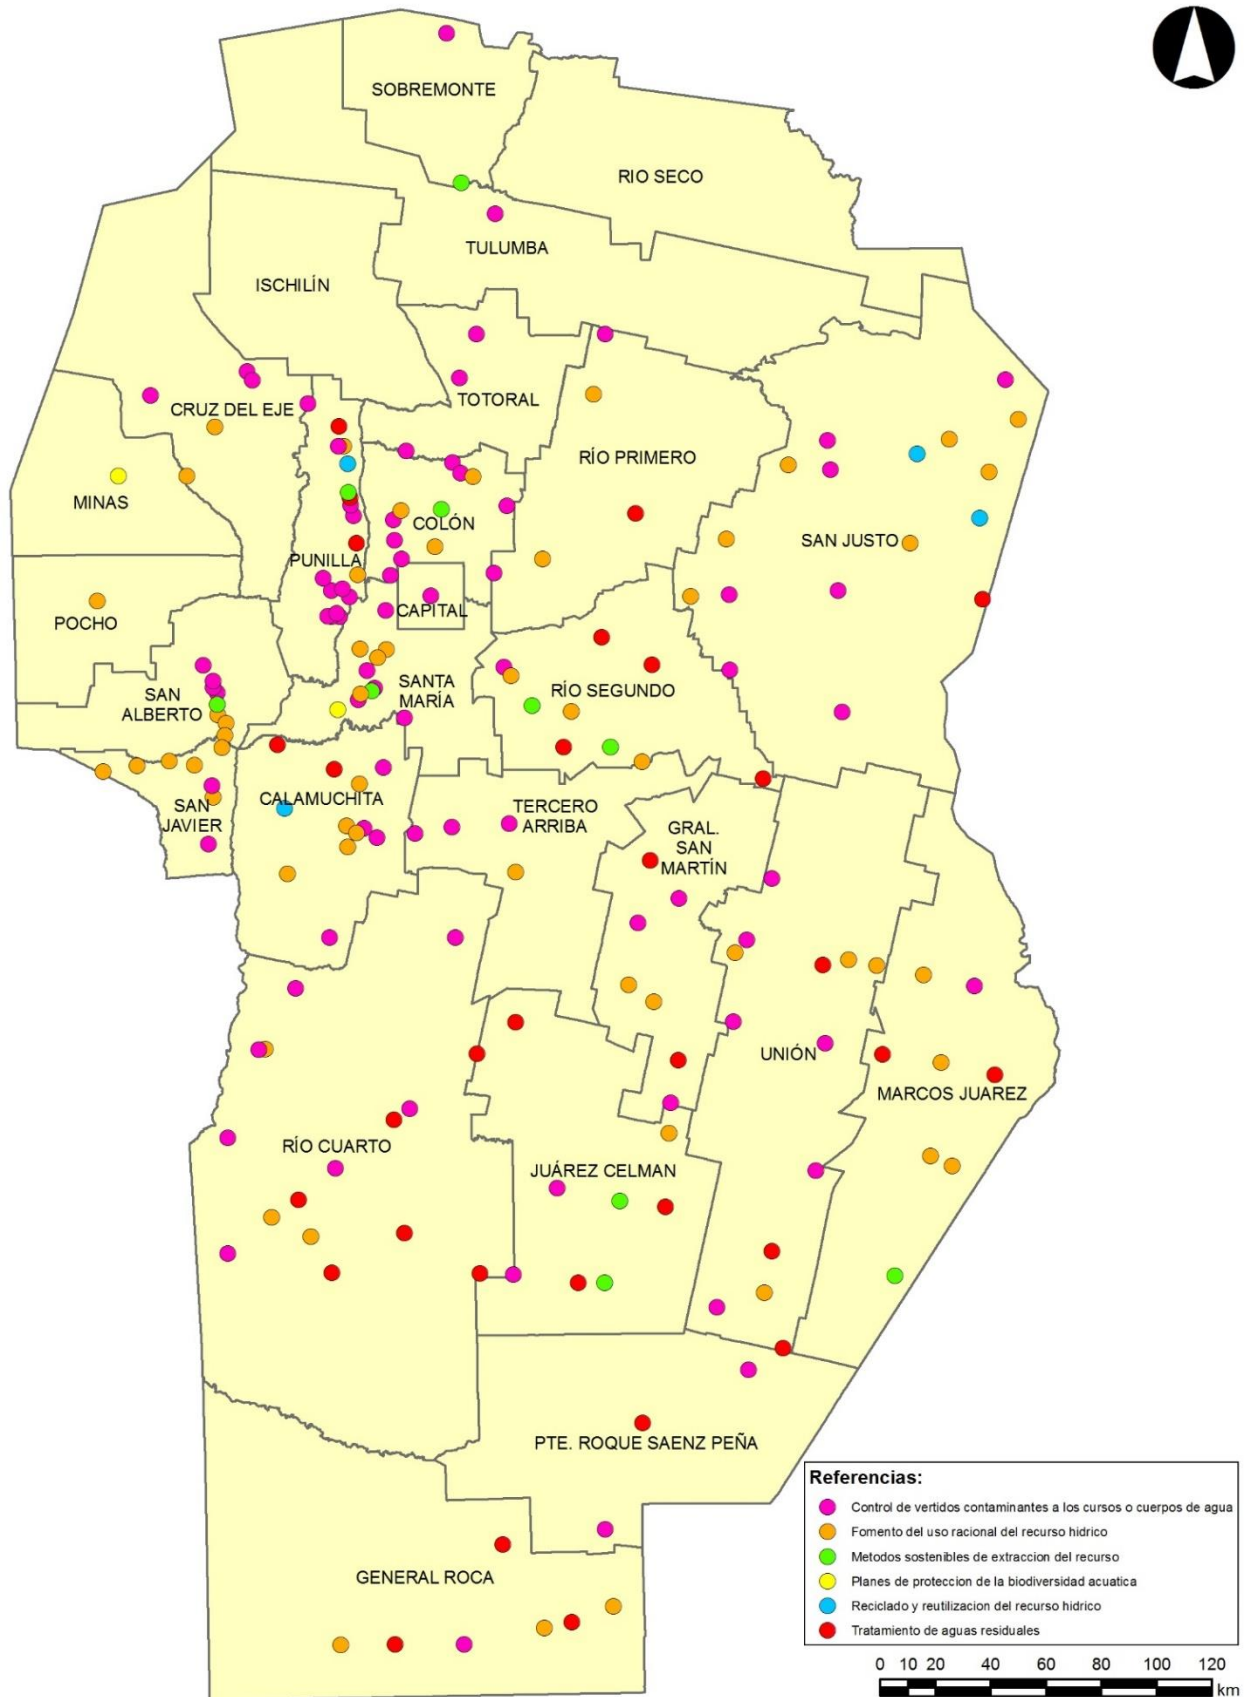 SOBREMONTE
RIO SECO
TULUMBA
ISCHILÍN
TOTORAL
CRUZ DEL EJE
RÍO PRIMERO
MINAS
COLÓN
SAN JUSTO
PUNILLA
CAPITAL
POCHO
SANTA
MARÍA
RÍO SEGUNDO
SAN
ALBERTO
CALAMUCHITA
TERCERO
ARRIBA
SAN
JAVIER
GRAL.
SAN
MARTÍN
UNIÓN
MARCOS JUAREZ
RÍO CUARTO
JUÁREZ CELMAN
PTE. ROQUE SAENZ PEÑA
GENERAL ROCA
Referencias:
Control de vertidos contaminantes a los cursos o cuerpos de agua
Fomento del uso racional del recurso hidrico
Metodos sostenibles de extraccion del recurso
Planes de proteccion de la biodiversidad acuatica
Reciclado y reutilizacion del recurso hidrico
Tratamiento de aguas residuales
0 10 20 40 60 80 100 120
km